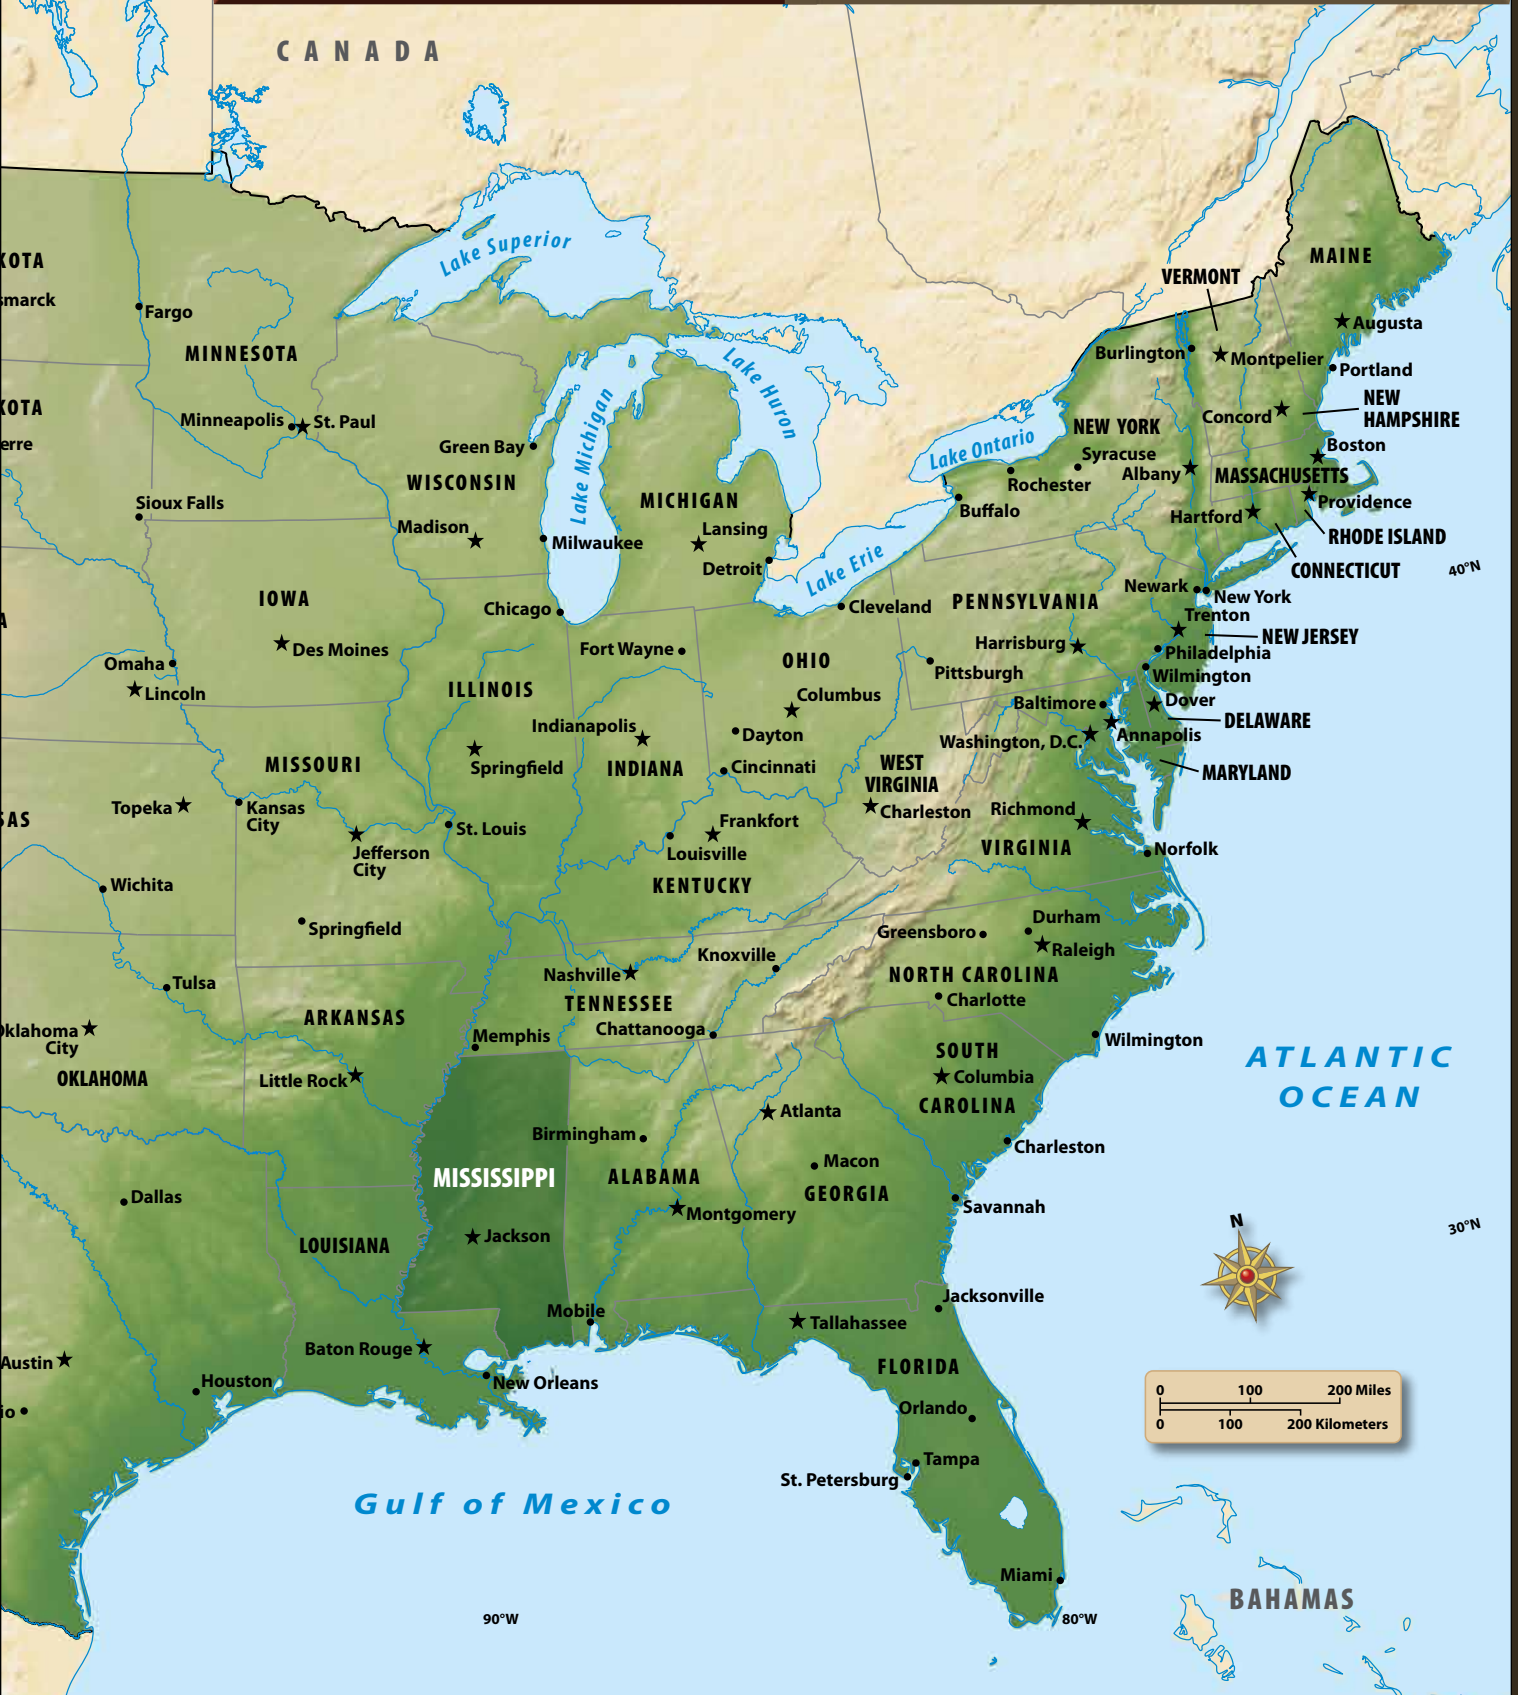 CANADA
Lake Superior
KOTA
MAINE
VERMONT
smarck
Fargo
Augusta
MINNESOTA
Lake Huron
Burlington
Montpelier
Portland
KOTA
Lake Michigan
NEW
HAMPSHIRE
Concord
Minneapolis
St. Paul
NEW YORK
erre
Green Bay
Lake Ontario
Syracuse
Boston
Albany
MASSACHUSETTS
WISCONSIN
Rochester
MICHIGAN
Sioux Falls
Buffalo
Providence
Hartford
Madison
Lansing
RHODE ISLAND
Milwaukee
Detroit
Lake Erie
CONNECTICUT
40°N
Newark
New York
IOWA
Chicago
Cleveland
PENNSYLVANIA
Trenton
A
NEW JERSEY
Des Moines
Fort Wayne
Harrisburg
Philadelphia
Omaha
OHIO
Pittsburgh
Wilmington
Lincoln
ILLINOIS
Columbus
Baltimore
Dover
Indianapolis
Dayton
DELAWARE
Washington, D.C.
Annapolis
MISSOURI
Springfield
INDIANA
Cincinnati
WEST
VIRGINIA
MARYLAND
Topeka
Kansas
City
Charleston
Richmond
SAS
St. Louis
Frankfort
Jefferson
City
Louisville
VIRGINIA
Norfolk
Wichita
KENTUCKY
Springfield
Durham
Greensboro
Raleigh
Knoxville
Tulsa
Nashville
NORTH CAROLINA
TENNESSEE
Charlotte
ARKANSAS
Oklahoma
City
Memphis
Chattanooga
Wilmington
SOUTH
CAROLINA
ATLANTIC
OCEAN
OKLAHOMA
Little Rock
Columbia
Atlanta
Birmingham
Charleston
MISSISSIPPI
ALABAMA
Macon
GEORGIA
Dallas
Montgomery
Savannah
N
30°N
LOUISIANA
Jackson
Jacksonville
Mobile
Tallahassee
Baton Rouge
Austin
FLORIDA
Houston
New Orleans
0 100 200 Miles
0 100 200 Kilometers
io
Orlando
Tampa
St. Petersburg
Gulf of Mexico
Miami
BAHAMAS
90°W
80°W